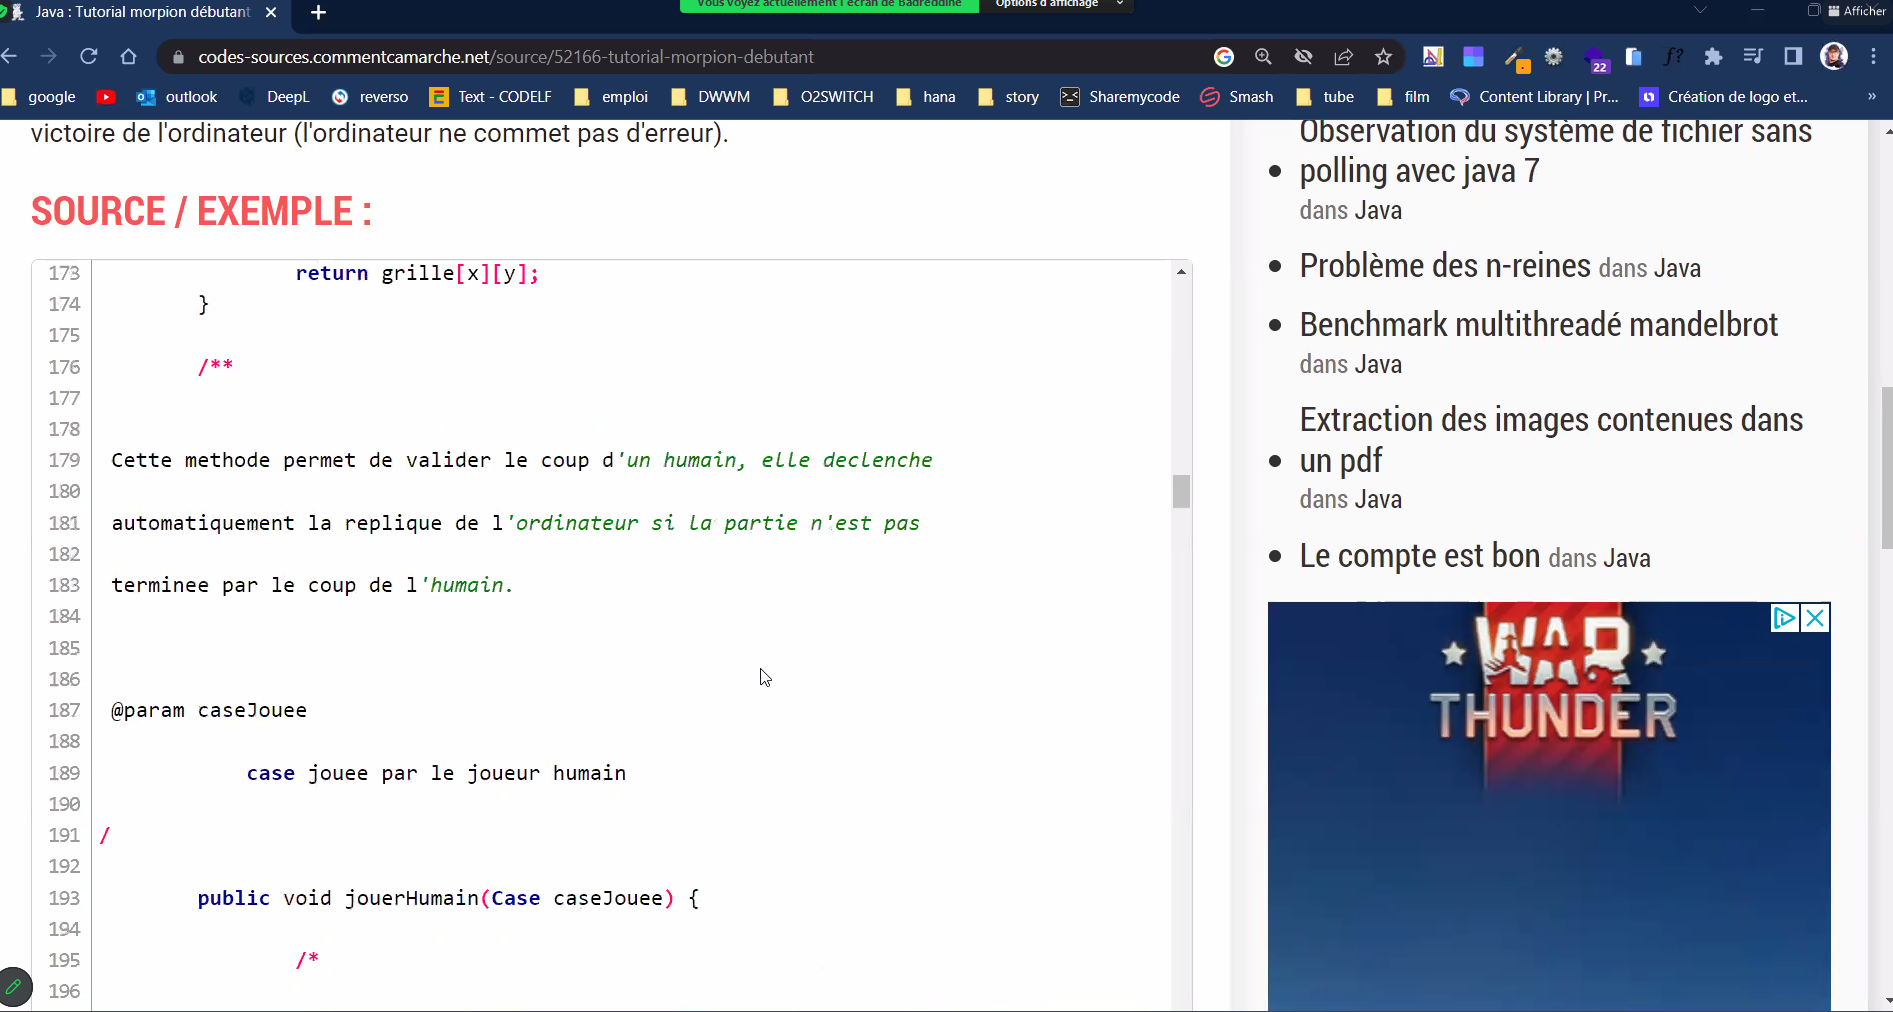 Vous voyez actuellement l'écran de Badreddine
Options d'affichage
Java : Tutorial morpion débutant
Afficher
codes-sources.commentcamarche.net/source/52166-tutorial-morpion-debutant
22
f?
google
outlook
DeepL
reverso
Text - CODELF
emploi
DWWM
O2SWITCH
hana
story
Sharemycode
Smash
tube
film
Content Library | Pr...
Création de logo et...
»
victoire de l'ordinateur (l'ordinateur ne commet pas d'erreur).
SOURCE / EXEMPLE :
173 return grille[x][y];
174 }
175
176 /**
177
178
179 Cette methode permet de valider le coup d'un humain, elle declenche
180
181 automatiquement la replique de l'ordinateur si la partie n'est pas
182
183 terminee par le coup de l'humain.
184
185
186
187 @param caseJouee
188
189 case jouee par le joueur humain
190
191 /
192
193 public void jouerHumain(Case caseJouee) {
194
195 /*
196
Observation du système de fichier sans
polling avec java 7
dans Java
Problème des n-reines dans Java
Benchmark multithreadé mandelbrot
dans Java
Extraction des images contenues dans
un pdf
dans Java
Le compte est bon dans Java
WAR
THUNDER